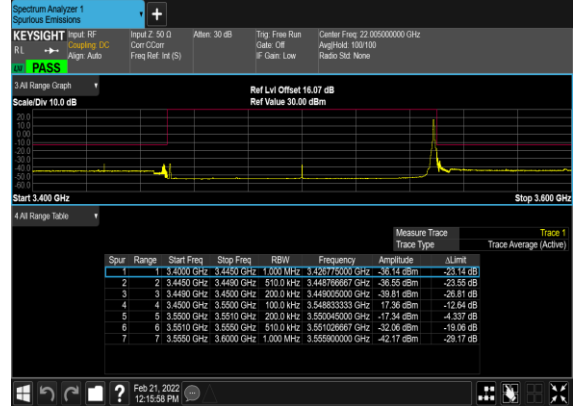 Spectrum Analyzer 1
Spurious Emissions
+
KEYSIGHT Input: RF Input Z: 50 Ω Atten: 30 dB Trig: Free Run Center Freq: 22.005000000 GHz
RL Coupling: DC Corr CCorr Gate: Off Avg|Hold: 100/100
Align: Auto Freq Ref: Int (S) IF Gain: Low Radio Std: None
PASS
3 All Range Graph Ref Lvl Offset 16.07 dB
Scale/Div 10.0 dB Ref Value 30.00 dBm
20.0
10.0
0.00
-10.0
-20.0
-30.0
-40.0
-50.0
-60.0
Start 3.400 GHz Stop 3.600 GHz
4 All Range Table
Measure Trace Trace 1
Trace Type Trace Average (Active)
Spur Range Start Freq Stop Freq RBW Frequency Amplitude ΔLimit
1 1 3.4000 GHz 3.4450 GHz 1.000 MHz 3.426775000 GHz -36.14 dBm -23.14 dB
2 2 3.4450 GHz 3.4490 GHz 510.0 kHz 3.448766667 GHz -36.55 dBm -23.55 dB
3 3 3.4490 GHz 3.4500 GHz 200.0 kHz 3.449005000 GHz -39.81 dBm -26.81 dB
4 4 3.4500 GHz 3.5500 GHz 100.0 kHz 3.548833333 GHz 17.36 dBm -12.64 dB
5 5 3.5500 GHz 3.5510 GHz 200.0 kHz 3.550045000 GHz -17.34 dBm -4.337 dB
6 6 3.5510 GHz 3.5550 GHz 510.0 kHz 3.551026667 GHz -32.06 dBm -19.06 dB
7 7 3.5550 GHz 3.6000 GHz 1.000 MHz 3.555900000 GHz -42.17 dBm -29.17 dB
? Feb 21, 2022
12:15:58 PM